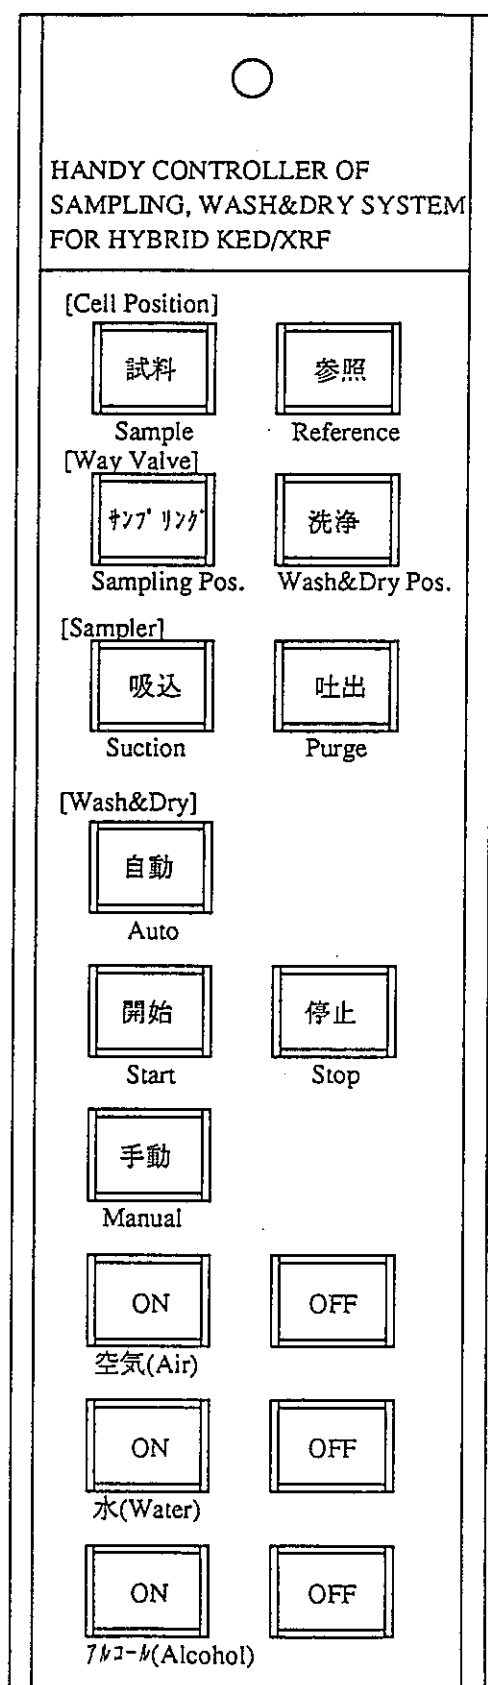 HANDY CONTROLLER OF
SAMPLING, WASH&DRY SYSTEM
FOR HYBRID KED/XRF
[Cell Position]
試料 参照
Sample Reference
[Way Valve]
ｻﾝﾌﾟﾘﾝｸﾞ 洗浄
Sampling Pos. Wash&Dry Pos.
[Sampler]
吸込 吐出
Suction Purge
[Wash&Dry]
自動
Auto
開始 停止
Start Stop
手動
Manual
ON OFF
空気(Air)
ON OFF
水(Water)
ON OFF
ｱﾙｺｰﾙ(Alcohol)